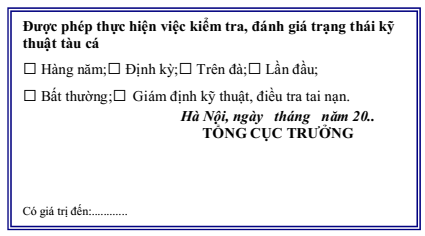 Được phép thực hiện việc kiểm tra, đánh giá trạng thái kỹ
thuật tàu cá
☐ Hàng năm;☐ Định kỳ;☐ Trên đà;☐ Lần đầu;
☐ Bất thường;☐ Giám định kỹ thuật, điều tra tai nạn.
Hà Nội, ngày tháng năm 20..
TỔNG CỤC TRƯỞNG
Có giá trị đến:............